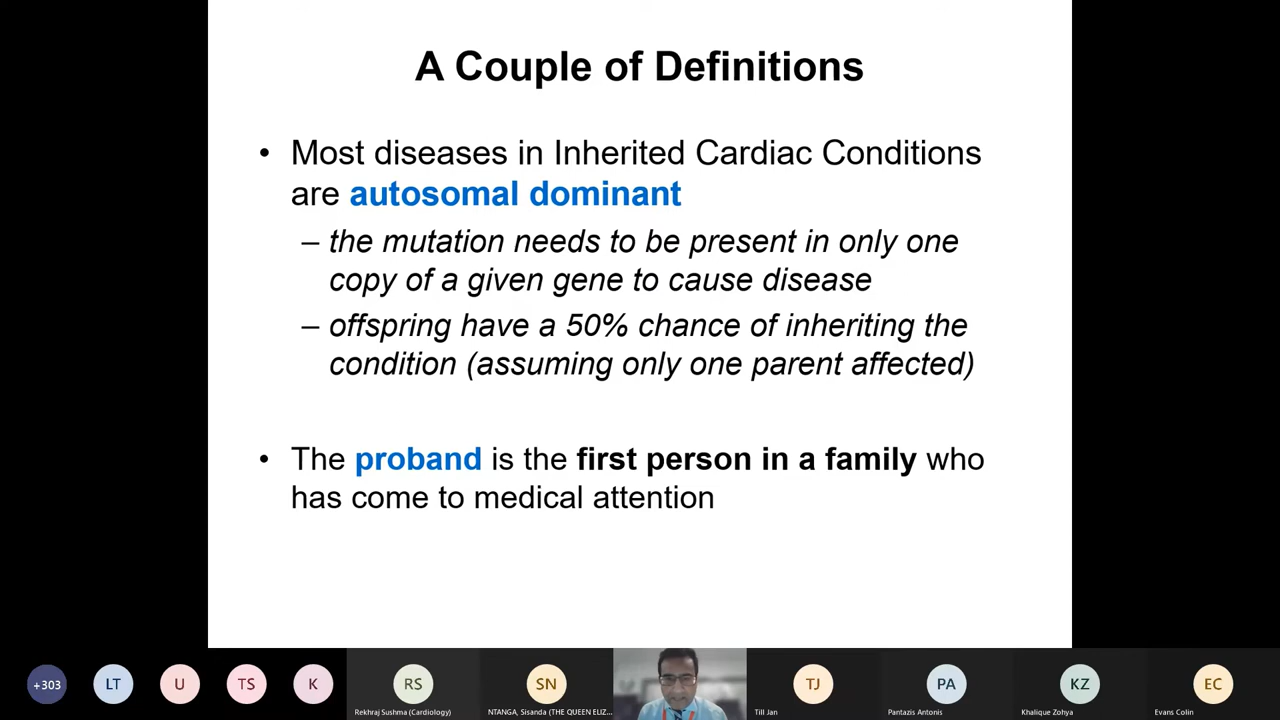 A Couple of Definitions
• Most diseases in Inherited Cardiac Conditions
are autosomal dominant
– the mutation needs to be present in only one
copy of a given gene to cause disease
– offspring have a 50% chance of inheriting the
condition (assuming only one parent affected)
• The proband is the first person in a family who
has come to medical attention
+303
LT
U
TS
K
RS
SN
TJ
PA
KZ
EC
Rekhraj Sushma (Cardiology)
NTANGA, Sisanda (THE QUEEN ELIZ...
Till Jan
Pantazis Antonis
Khalique Zohya
Evans Colin